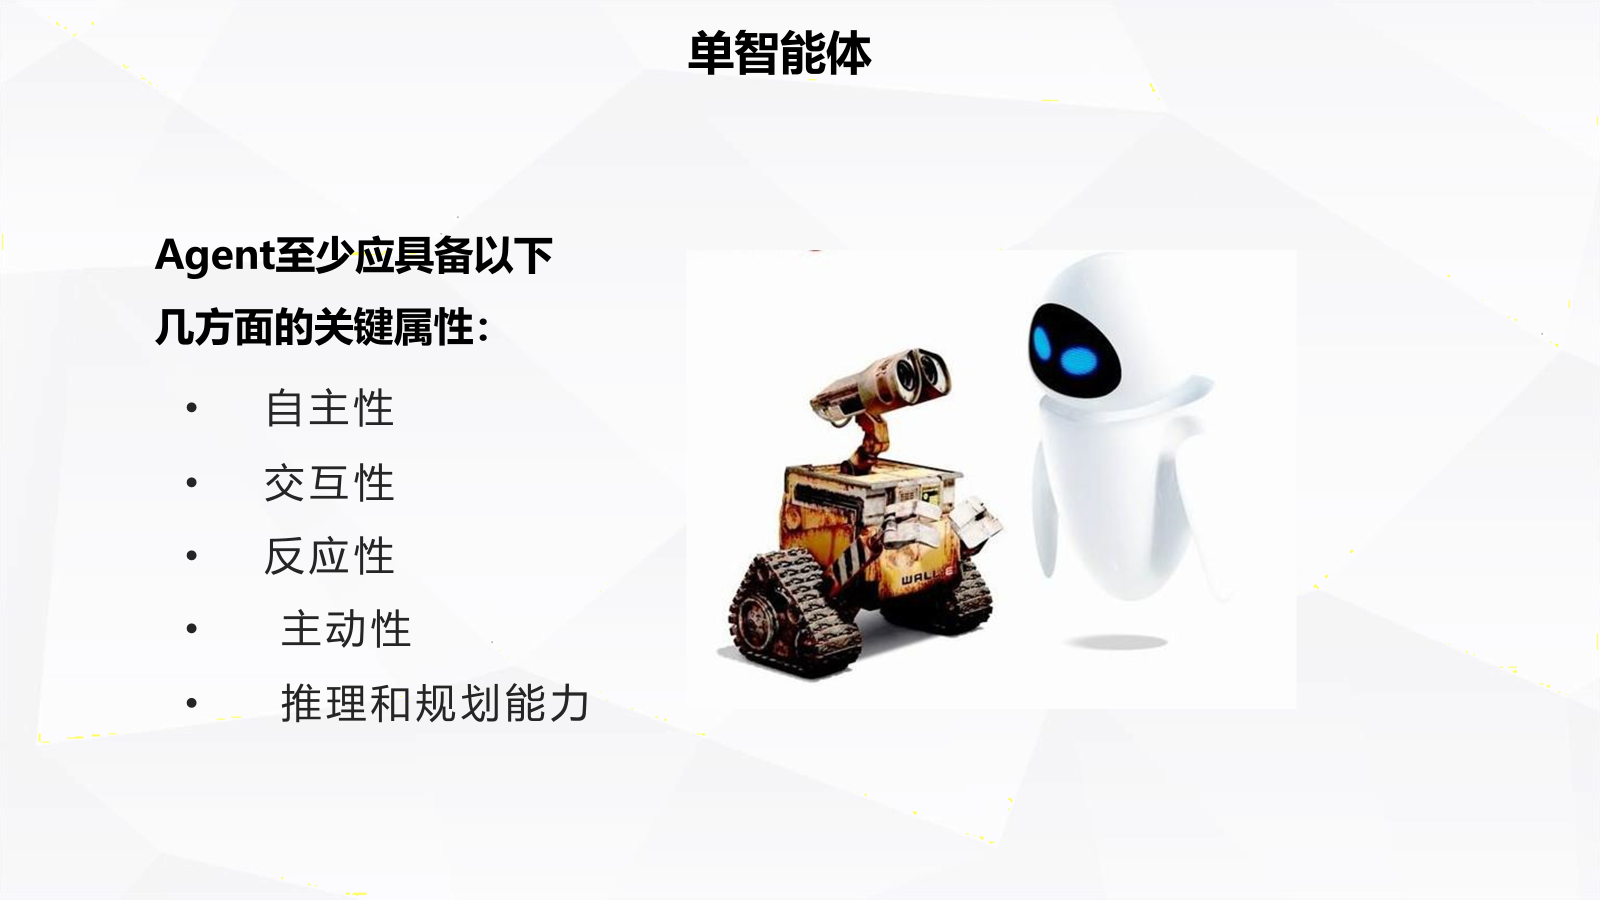 单智能体
Agent至少应具备以下
几方面的关键属性：
• 自主性
• 交互性
• 反应性
• 主动性
• 推理和规划能力
WALL·E